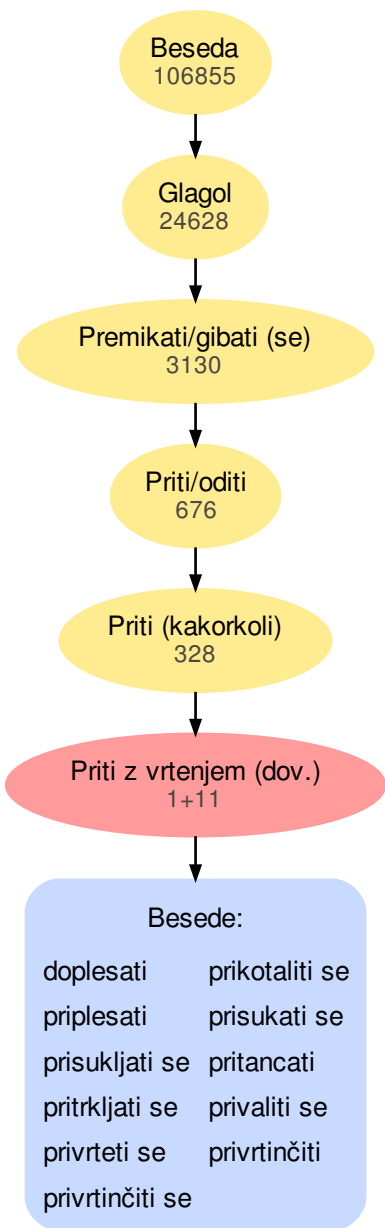 Beseda
106855
Glagol
24628
Premikati/gibati (se)
3130
Priti/oditi
676
Priti (kakorkoli)
328
Priti z vrtenjem (dov.)
1+11
Besede:
doplesati prikotaliti se
priplesati prisukati se
prisukljati se pritancati
pritrkljati se privaliti se
privrteti se privrtinčiti
privrtinčiti se